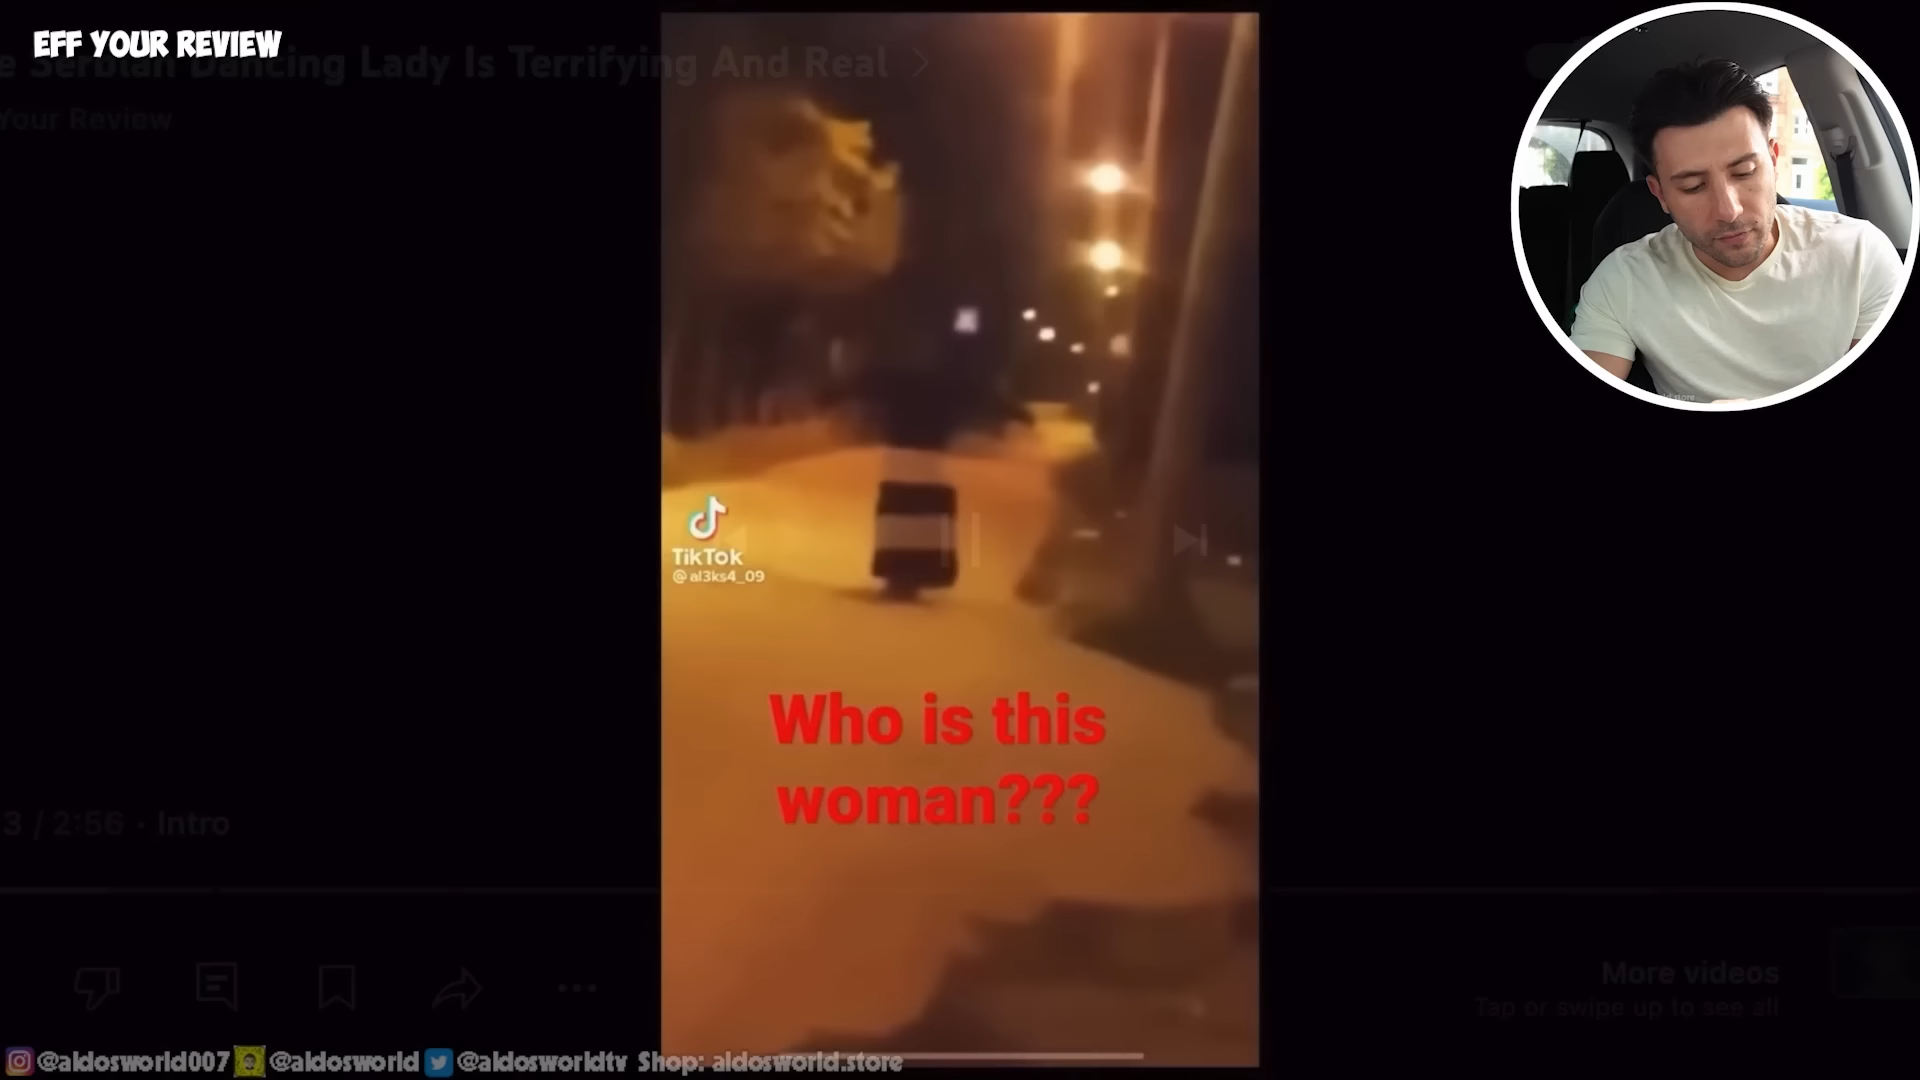 EFF YOUR REVIEW
e Serbian Dancing Lady Is Terrifying And Real
Your Review
TikTok
@al3ks4_09
Who is this
woman???
3 / 2:56 · Intro
More videos
Tap or swipe up to see all
@aldosworld007 @aldosworld @aldosworldtv Shop: aldosworld.store